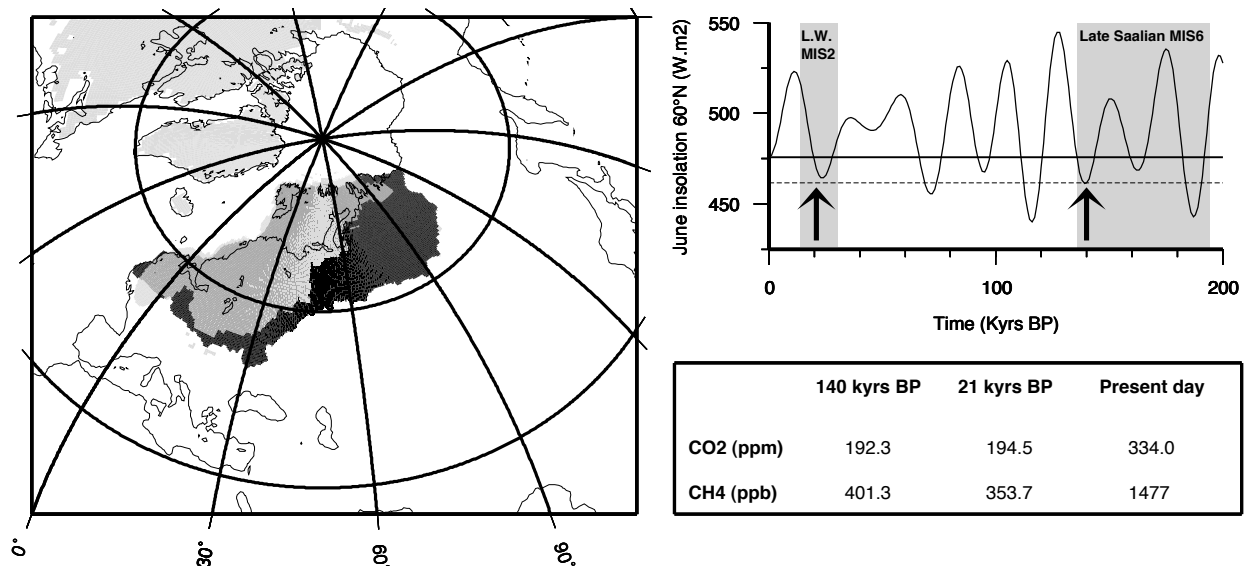 0°
30°
60°
90°
550
500
450
June insolation 60°N (W.m2)
L.W.
MIS2
Late Saalian MIS6
0
100
200
Time (Kyrs BP)
140 kyrs BP 21 kyrs BP Present day
CO2 (ppm) 192.3 194.5 334.0
CH4 (ppb) 401.3 353.7 1477